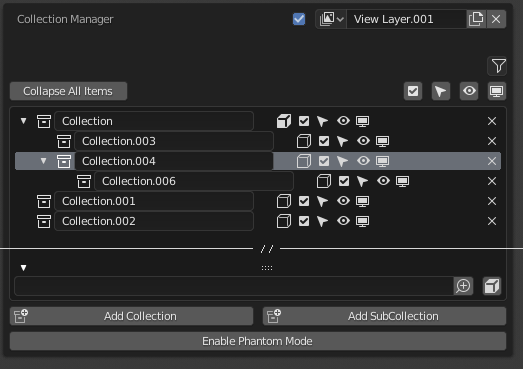 Collection Manager
View Layer.001
Collapse All Items
Collection
Collection.003
Collection.004
Collection.006
Collection.001
Collection.002
//
Add Collection
Add SubCollection
Enable Phantom Mode